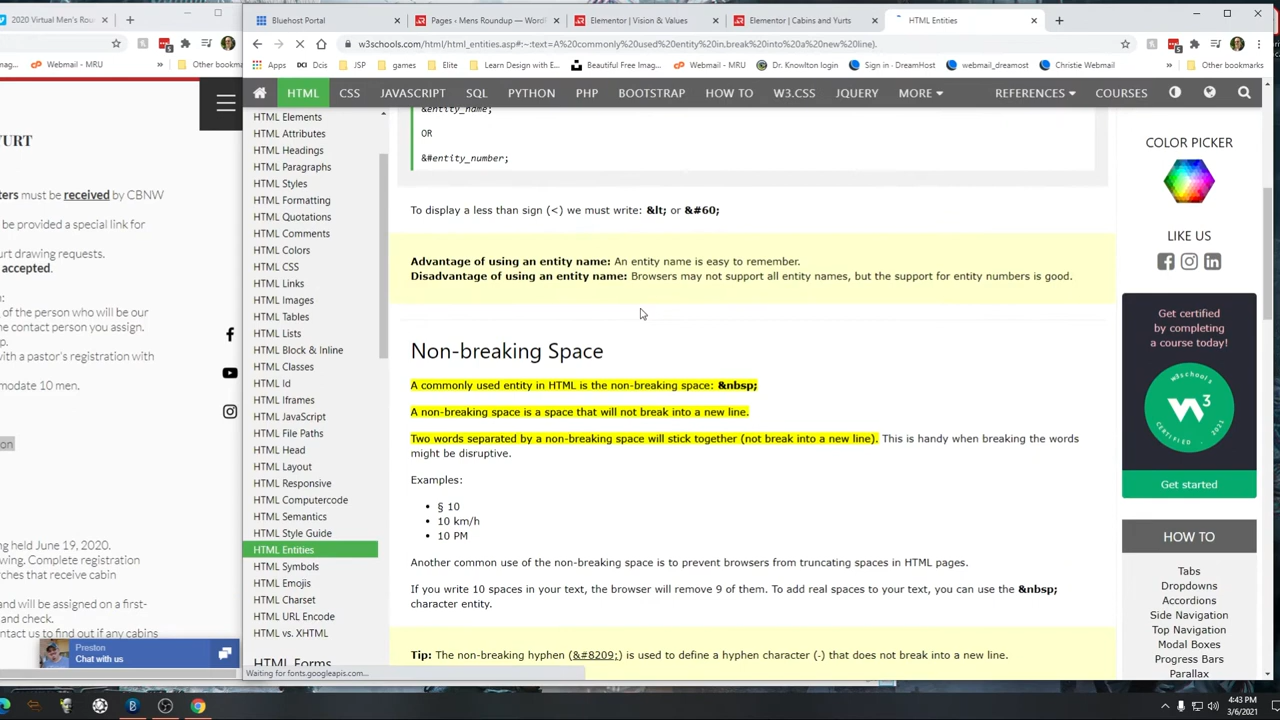 2020 Virtual Men's Rou
Bluehost Portal
Pages ‹ Mens Roundup — Word
Elementor | Vision & Values
Elementor | Cabins and Yurts
HTML Entities
w3schools.com/html/html_entities.asp#:~:text=A%20commonly%20used%20entity%20in,break%20into%20a%20new%20line).
Webmail - MRU
»
Other bookma
Apps
JSP
games
Elite
Learn Design with E...
Beautiful Free Imag...
Webmail - MRU
Dr. Knowlton login
Sign in · DreamHost
webmail_dreamost
Christie Webmail
»
Other bookmarks
HTML
CSS
JAVASCRIPT
SQL
PYTHON
PHP
BOOTSTRAP
HOW TO
W3.CSS
JQUERY
MORE
REFERENCES
COURSES
URT
ters must be received by CBNW
be provided a special link for
urt drawing requests.
accepted.
n:
of the person who will be our
he contact person you assign.
p.
with a pastor's registration with
modate 10 men.
on
ng held June 19, 2020.
wing. Complete registration
rches that receive cabin
and will be assigned on a first-
and check.
ntact us to find out if any cabins
Preston
Chat with us
HTML Elements
HTML Attributes
HTML Headings
HTML Paragraphs
HTML Styles
HTML Formatting
HTML Quotations
HTML Comments
HTML Colors
HTML CSS
HTML Links
HTML Images
HTML Tables
HTML Lists
HTML Block & Inline
HTML Classes
HTML Id
HTML Iframes
HTML JavaScript
HTML File Paths
HTML Head
HTML Layout
HTML Responsive
HTML Computercode
HTML Semantics
HTML Style Guide
HTML Entities
HTML Symbols
HTML Emojis
HTML Charset
HTML URL Encode
HTML vs. XHTML
HTML Forms
&entity_name;
OR
&#entity_number;
To display a less than sign (<) we must write: &lt; or &#60;
Advantage of using an entity name: An entity name is easy to remember.
Disadvantage of using an entity name: Browsers may not support all entity names, but the support for entity numbers is good.
Non-breaking Space
A commonly used entity in HTML is the non-breaking space: &nbsp;
A non-breaking space is a space that will not break into a new line.
Two words separated by a non-breaking space will stick together (not break into a new line). This is handy when breaking the words
might be disruptive.
Examples:
• § 10
• 10 km/h
• 10 PM
Another common use of the non-breaking space is to prevent browsers from truncating spaces in HTML pages.
If you write 10 spaces in your text, the browser will remove 9 of them. To add real spaces to your text, you can use the &nbsp;
character entity.
Tip: The non-breaking hyphen (&#8209;) is used to define a hyphen character (-) that does not break into a new line.
Waiting for fonts.googleapis.com...
COLOR PICKER
LIKE US
Get certified
by completing
a course today!
w3schools
CERTIFIED . 2021
Get started
HOW TO
Tabs
Dropdowns
Accordions
Side Navigation
Top Navigation
Modal Boxes
Progress Bars
Parallax
4:43 PM
3/6/2021